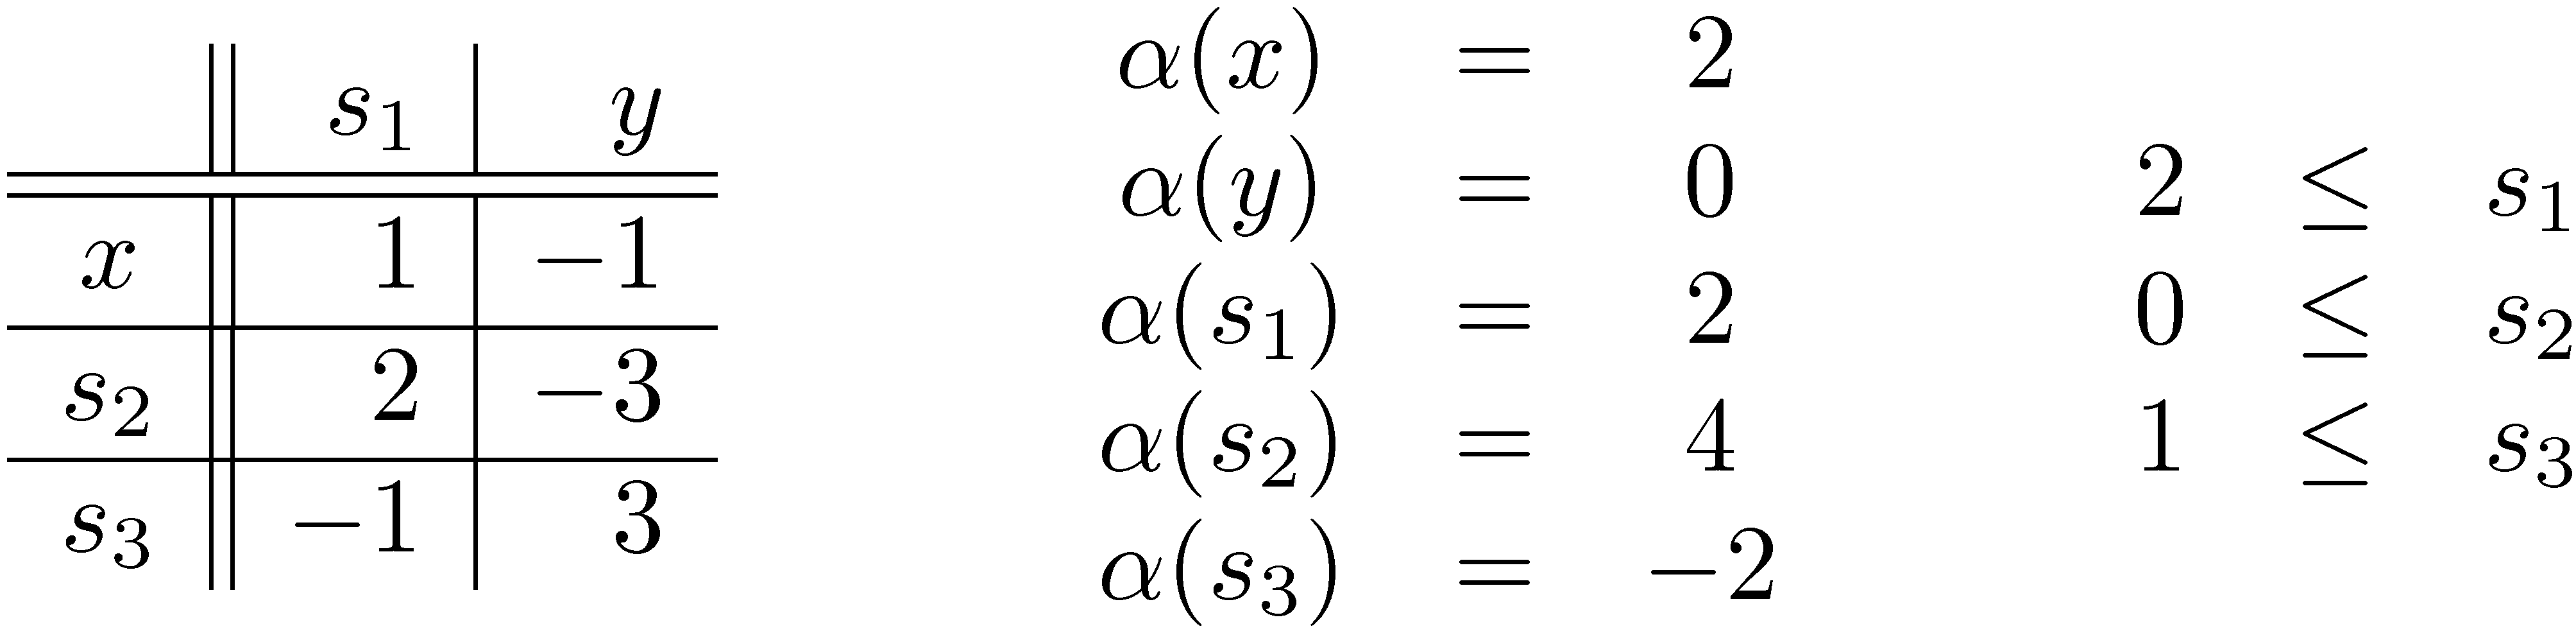 s₁ y
x 1 −1
s₂ 2 −3
s₃ −1 3
α(x) = 2
α(y) = 0
α(s₁) = 2
α(s₂) = 4
α(s₃) = −2
2 ≤ s₁
0 ≤ s₂
1 ≤ s₃